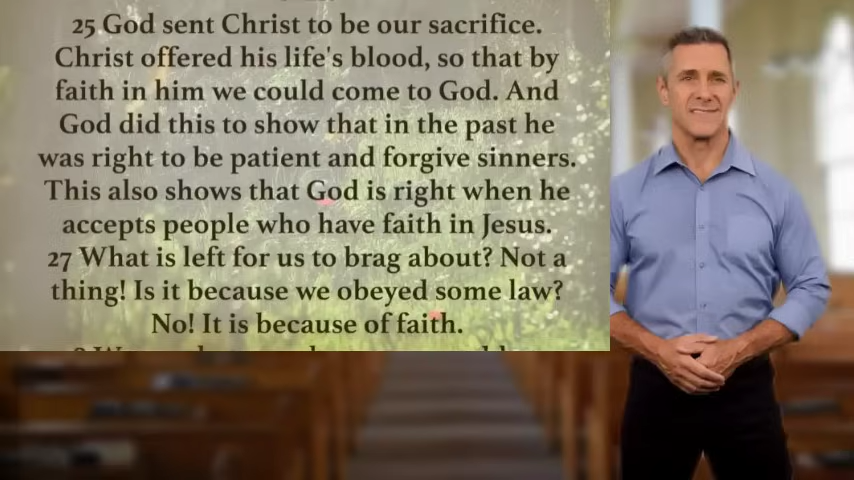 25 God sent Christ to be our sacrifice.
Christ offered his life's blood, so that by
faith in him we could come to God. And
God did this to show that in the past he
was right to be patient and forgive sinners.
This also shows that God is right when he
accepts people who have faith in Jesus.
27 What is left for us to brag about? Not a
thing! Is it because we obeyed some law?
No! It is because of faith.